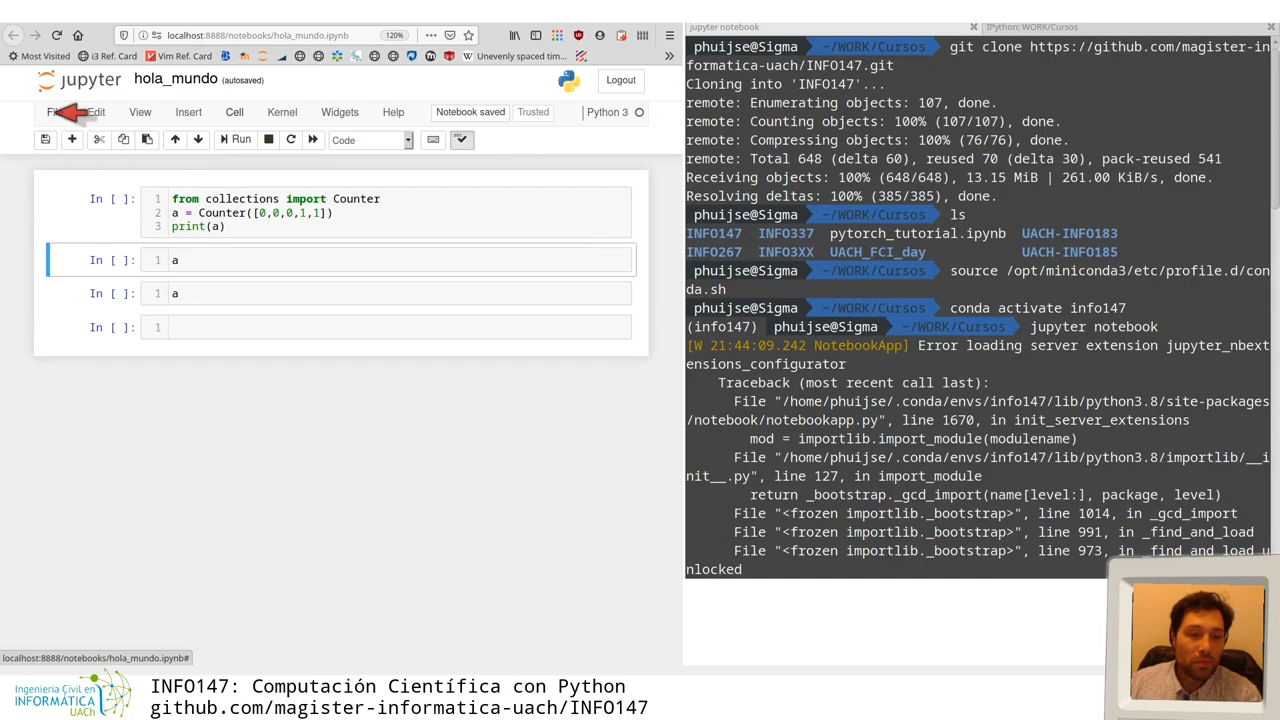 localhost:8888/notebooks/hola_mundo.ipynb
120%
Most Visited
i3 Ref. Card
Vim Ref. Card
W Unevenly spaced tim...
jupyter hola_mundo (autosaved)
Logout
Edit View Insert Cell Kernel Widgets Help
Notebook saved
Trusted
Python 3
Run
Code
In [ ]:
1 from collections import Counter
2 a = Counter([0,0,0,1,1])
3 print(a)
In [ ]:
1 a
In [ ]:
1 a
In [ ]:
1
localhost:8888/notebooks/hola_mundo.ipynb#
jupyter notebook
IPython: WORK/Cursos
phuijse@Sigma ~/WORK/Cursos git clone https://github.com/magister-in
formatica-uach/INFO147.git
Cloning into 'INFO147'...
remote: Enumerating objects: 107, done.
remote: Counting objects: 100% (107/107), done.
remote: Compressing objects: 100% (76/76), done.
remote: Total 648 (delta 60), reused 70 (delta 30), pack-reused 541
Receiving objects: 100% (648/648), 13.15 MiB | 261.00 KiB/s, done.
Resolving deltas: 100% (385/385), done.
phuijse@Sigma ~/WORK/Cursos ls
INFO147 INFO337 pytorch_tutorial.ipynb UACH-INFO183
INFO267 INFO3XX UACH_FCI_day UACH-INFO185
phuijse@Sigma ~/WORK/Cursos source /opt/miniconda3/etc/profile.d/con
da.sh
phuijse@Sigma ~/WORK/Cursos conda activate info147
(info147) phuijse@Sigma ~/WORK/Cursos jupyter notebook
[W 21:44:09.242 NotebookApp] Error loading server extension jupyter_nbext
ensions_configurator
Traceback (most recent call last):
File "/home/phuijse/.conda/envs/info147/lib/python3.8/site-packages
/notebook/notebookapp.py", line 1670, in init_server_extensions
mod = importlib.import_module(modulename)
File "/home/phuijse/.conda/envs/info147/lib/python3.8/importlib/__i
nit__.py", line 127, in import_module
return _bootstrap._gcd_import(name[level:], package, level)
File "<frozen importlib._bootstrap>", line 1014, in _gcd_import
File "<frozen importlib._bootstrap>", line 991, in _find_and_load
File "<frozen importlib._bootstrap>", line 973, in _find_and_load_u
nlocked
Ingeniería Civil en
INFORMÁTICA
UACh
INFO147: Computación Científica con Python
github.com/magister-informatica-uach/INFO147